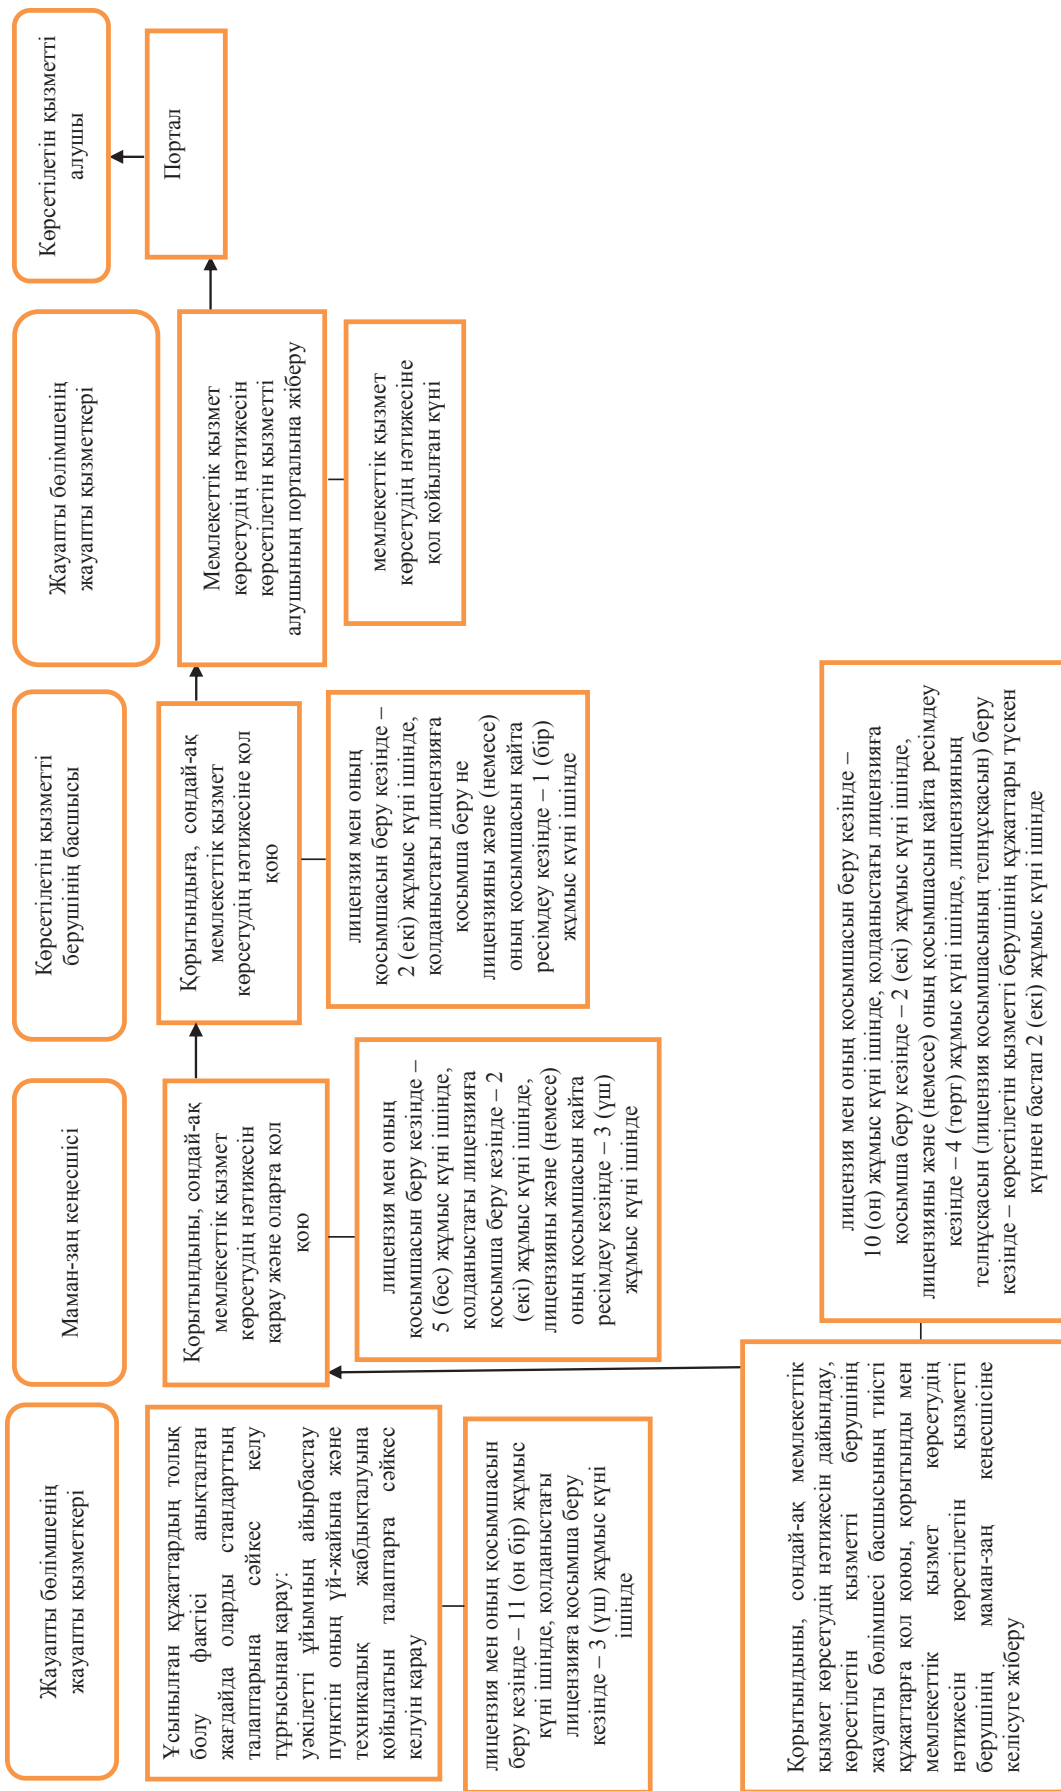 Жауапты бөлімшенің
жауапты қызметкері
Маман-заң кеңесшісі
Көрсетілетін қызметті
берушінің басшысы
Жауапты бөлімшенің
жауапты қызметкері
Көрсетілетін қызметті
алушы
Ұсынылған құжаттардың толық
болу фактісі анықталған
жағдайда оларды стандарттың
талаптарына сәйкес келу
тұрғысынан қарау:
уәкілетті ұйымның айырбастау
пунктін оның үй-жайына және
техникалық жабдықталуына
қойылатын талаптарға сәйкес
келуін қарау
Қорытындыны, сондай-ақ
мемлекеттік қызмет
көрсетудің нәтижесін
қарау және оларға қол
қою
Қорытындыға, сондай-ақ
мемлекеттік қызмет
көрсетудің нәтижесіне қол
қою
Мемлекеттік қызмет
көрсетудің нәтижесін
көрсетілетін қызметті
алушының порталына жіберу
Портал
лицензия мен оның қосымшасын
беру кезінде – 11 (он бір) жұмыс
күні ішінде, қолданыстағы
лицензияға қосымша беру
кезінде – 3 (үш) жұмыс күні
ішінде
лицензия мен оның
қосымшасын беру кезінде –
5 (бес) жұмыс күні ішінде,
қолданыстағы лицензияға
қосымша беру кезінде – 2
(екі) жұмыс күні ішінде,
лицензияны және (немесе)
оның қосымшасын қайта
ресімдеу кезінде – 3 (үш)
жұмыс күні ішінде
лицензия мен оның
қосымшасын беру кезінде –
2 (екі) жұмыс күні ішінде,
қолданыстағы лицензияға
қосымша беру не
лицензияны және (немесе)
оның қосымшасын қайта
ресімдеу кезінде – 1 (бір)
жұмыс күні ішінде
мемлекеттік қызмет
көрсетудің нәтижесіне
қол қойылған күні
Қорытындыны, сондай-ақ мемлекеттік
қызмет көрсетудің нәтижесін дайындау,
көрсетілетін қызметті берушінің
жауапты бөлімшесі басшысының тиісті
құжаттарға қол қоюы, қорытынды мен
мемлекеттік қызмет көрсетудің
нәтижесін көрсетілетін қызметті
берушінің маман-заң кеңесшісіне
келісуге жіберу
лицензия мен оның қосымшасын беру кезінде –
10 (он) жұмыс күні ішінде, қолданыстағы лицензияға
қосымша беру кезінде – 2 (екі) жұмыс күні ішінде,
лицензияны және (немесе) оның қосымшасын қайта ресімдеу
кезінде – 4 (төрт) жұмыс күні ішінде, лицензияның
телнұсқасын (лицензия қосымшасының телнұсқасын) беру
кезінде – көрсетілетін қызметті берушінің құжаттары түскен
күннен бастап 2 (екі) жұмыс күні ішінде